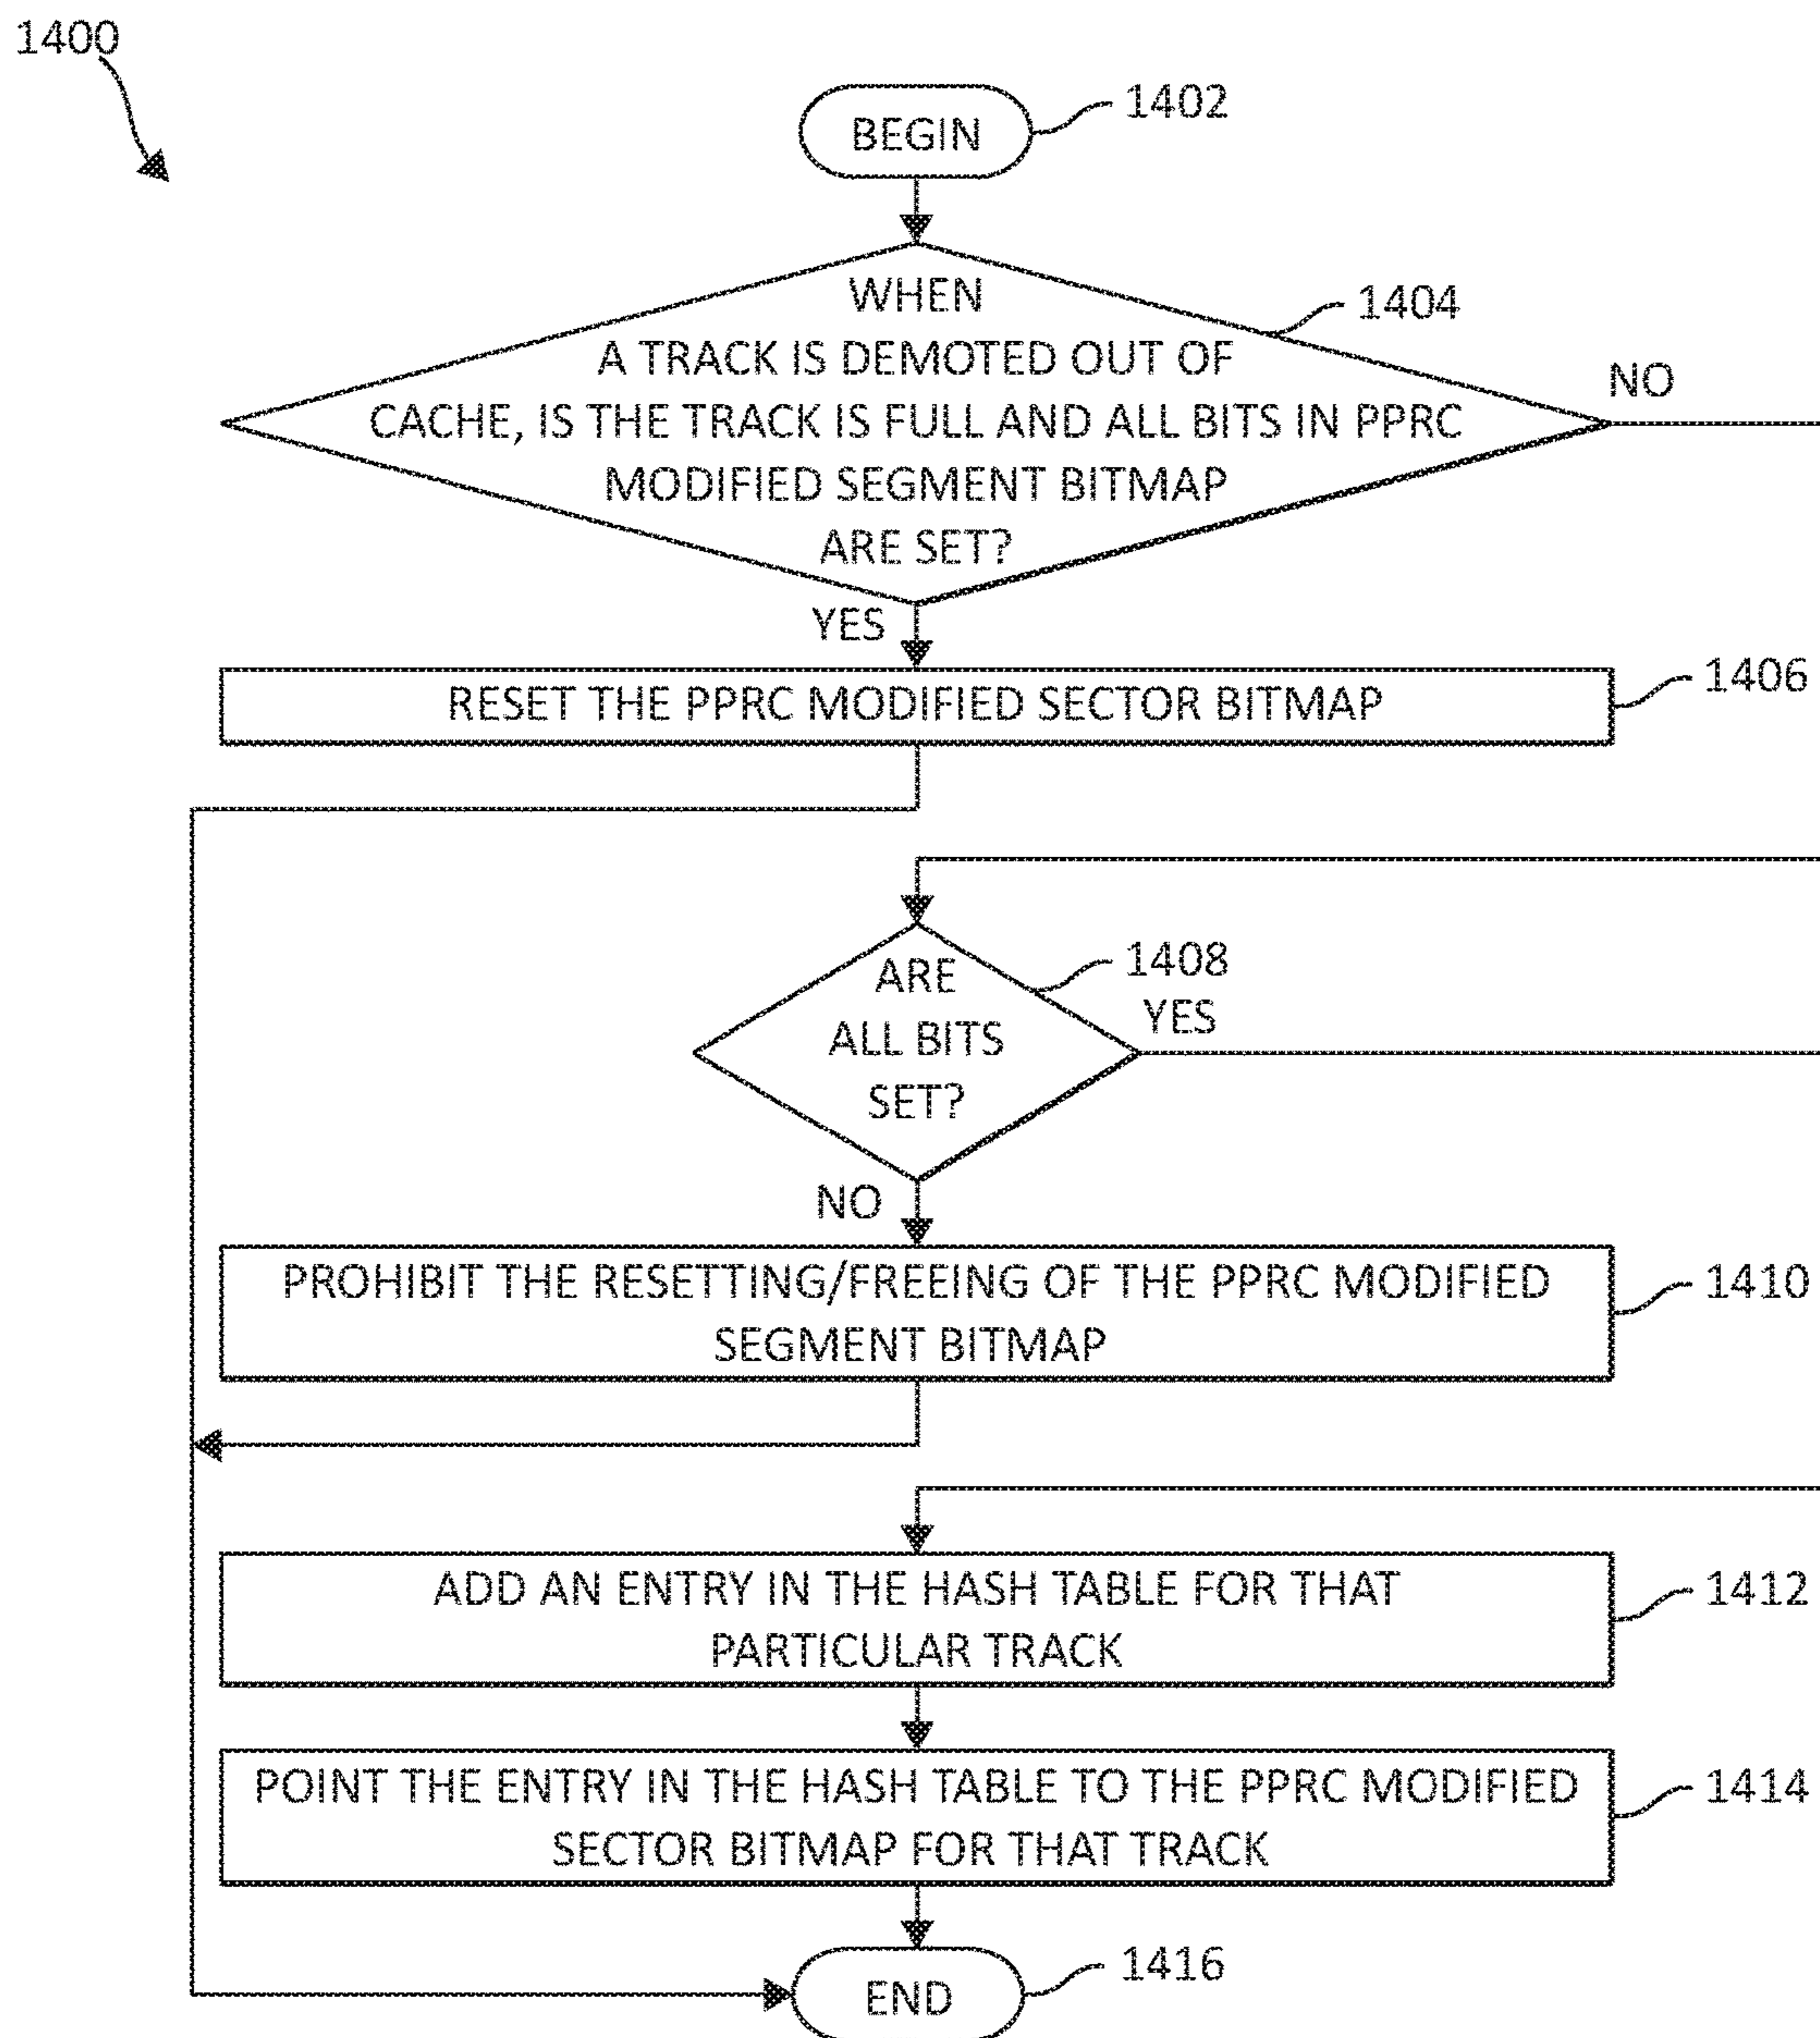 1400
BEGIN
1402
WHEN
1404
A TRACK IS DEMOTED OUT OF
NO
CACHE, IS THE TRACK IS FULL AND ALL BITS IN PPRC
MODIFIED SEGMENT BITMAP
ARE SET?
YES
RESET THE PPRC MODIFIED SECTOR BITMAP
1406
ARE
1408
ALL BITS
YES
SET?
NO
PROHIBIT THE RESETTING/FREEING OF THE PPRC MODIFIED
1410
SEGMENT BITMAP
ADD AN ENTRY IN THE HASH TABLE FOR THAT
1412
PARTICULAR TRACK
POINT THE ENTRY IN THE HASH TABLE TO THE PPRC MODIFIED
1414
SECTOR BITMAP FOR THAT TRACK
END
1416